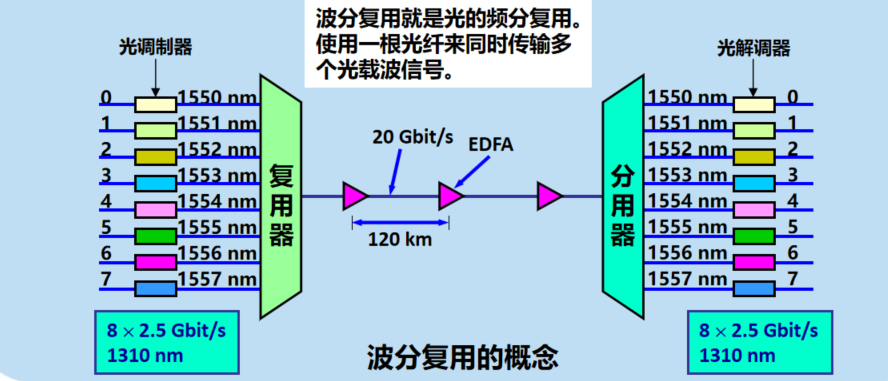 波分复用就是光的频分复用。
使用一根光纤来同时传输多
个光载波信号。
光调制器
光解调器
0 1550 nm
1 1551 nm
2 1552 nm
3 1553 nm
4 1554 nm
5 1555 nm
6 1556 nm
7 1557 nm
复用器
20 Gbit/s
EDFA
120 km
分用器
1550 nm 0
1551 nm 1
1552 nm 2
1553 nm 3
1554 nm 4
1555 nm 5
1556 nm 6
1557 nm 7
8 × 2.5 Gbit/s
1310 nm
8 × 2.5 Gbit/s
1310 nm
波分复用的概念